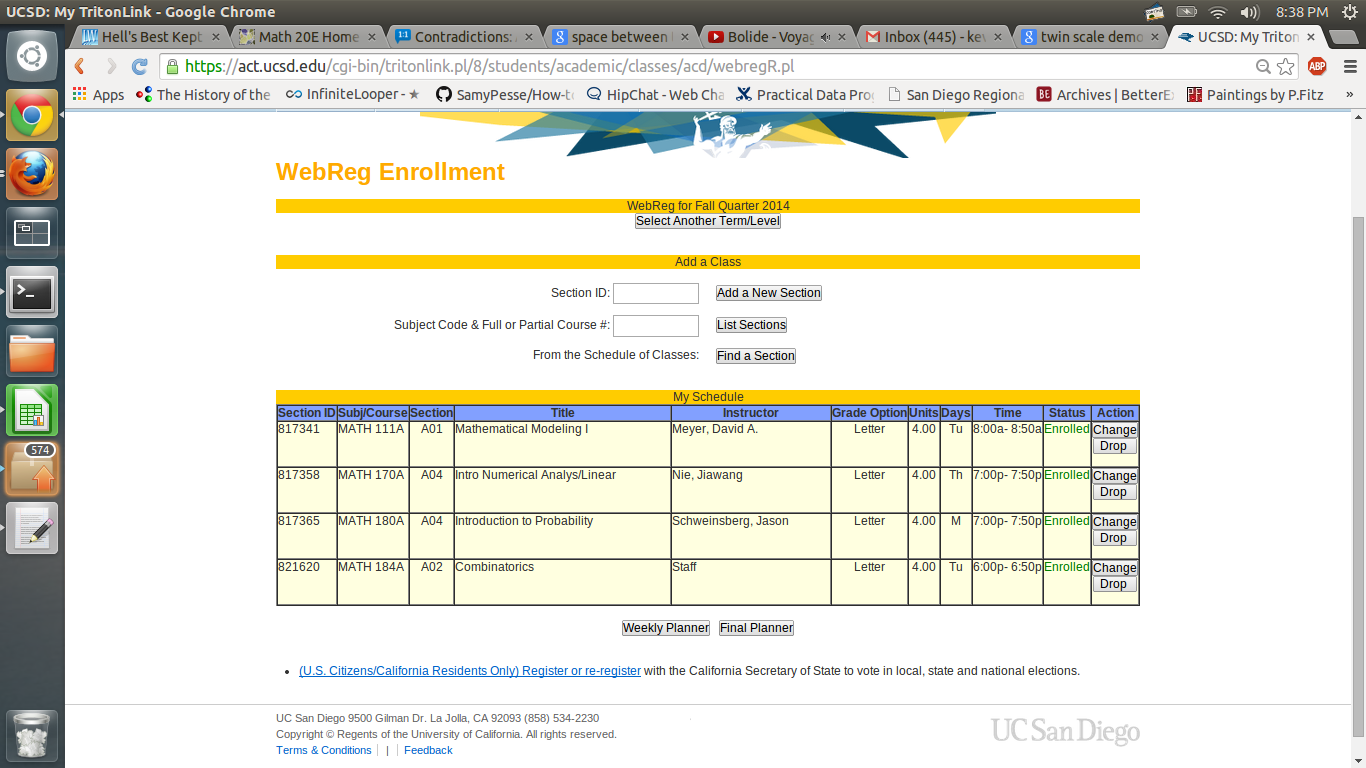 UCSD: My TritonLink - Google Chrome
8:38 PM
Hell's Best Kept
Math 20E Home
Contradictions:
space between
Bolide - Voyag
Inbox (445) - ke
twin scale demo
UCSD: My Triton
https://act.ucsd.edu/cgi-bin/tritonlink.pl/8/students/academic/classes/acd/webregR.pl
ABP
Apps
The History of the
InfiniteLooper - ★
SamyPesse/How-t
HipChat - Web Cha
Practical Data Pro
San Diego Regiona
BE Archives | BetterEx
Paintings by P.Fitz
»
WebReg Enrollment
WebReg for Fall Quarter 2014
Select Another Term/Level
Add a Class
Section ID: Add a New Section
Subject Code & Full or Partial Course #: List Sections
From the Schedule of Classes: Find a Section
My Schedule
Section ID Subj/Course Section Title Instructor Grade Option Units Days Time Status Action
817341 MATH 111A A01 Mathematical Modeling I Meyer, David A. Letter 4.00 Tu 8:00a- 8:50a Enrolled Change
Drop
817358 MATH 170A A04 Intro Numerical Analys/Linear Nie, Jiawang Letter 4.00 Th 7:00p- 7:50p Enrolled Change
Drop
817365 MATH 180A A04 Introduction to Probability Schweinsberg, Jason Letter 4.00 M 7:00p- 7:50p Enrolled Change
Drop
821620 MATH 184A A02 Combinatorics Staff Letter 4.00 Tu 6:00p- 6:50p Enrolled Change
Drop
Weekly Planner Final Planner
• (U.S. Citizens/California Residents Only) Register or re-register with the California Secretary of State to vote in local, state and national elections.
UC San Diego 9500 Gilman Dr. La Jolla, CA 92093 (858) 534-2230
Copyright © Regents of the University of California. All rights reserved.
Terms & Conditions | Feedback
UC San Diego
574